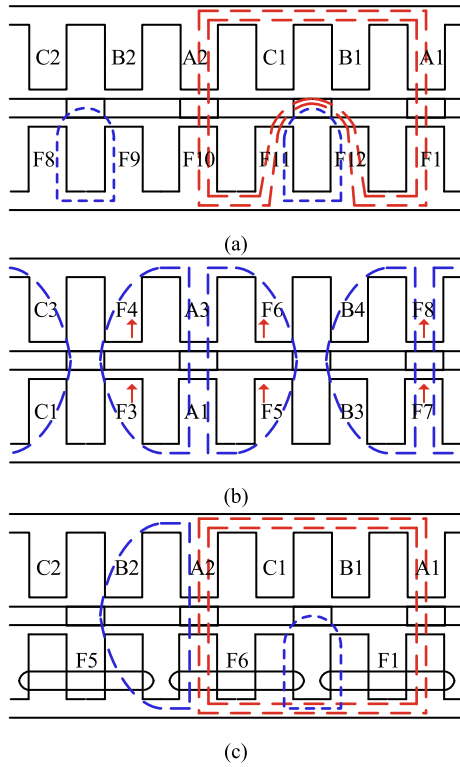 C2 B2 A2 C1 B1 A1
F8 F9 F10 F11 F12 F1
(a)
C3 F4 A3 F6 B4 F8
C1 F3 A1 F5 B3 F7
(b)
C2 B2 A2 C1 B1 A1
F5 F6 F1
(c)